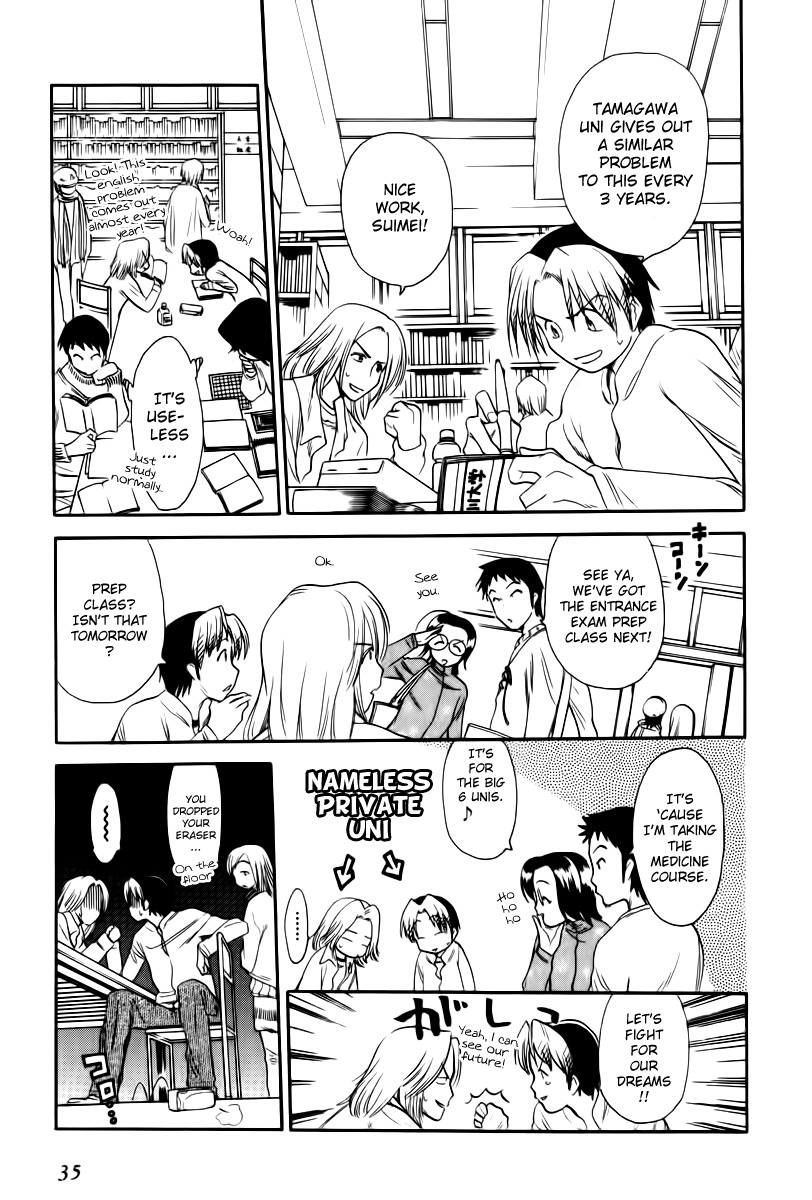 TAMAGAWA
UNI GIVES OUT
A SIMILAR
PROBLEM
TO THIS EVERY
3 YEARS.
NICE
WORK,
SUIMEI!
Look! This
english
problem
comes out
almost every
year!
Woah!
IT'S
USE-
LESS
...
Just
study
normally..
キーン
コーン
SEE YA,
WE'VE GOT
THE ENTRANCE
EXAM PREP
CLASS NEXT!
See
you.
Ok.
PREP
CLASS?
ISN'T THAT
TOMORROW
?
IT'S
'CAUSE
I'M TAKING
THE
MEDICINE
COURSE.
IT'S
FOR
THE BIG
6 UNIS.
♪
Ho
ho
ho
NAMELESS
PRIVATE
UNI
......
YOU
DROPPED
YOUR
ERASER
...
On the
floor
コロ...
LET'S
FIGHT
FOR
OUR
DREAMS
!!
がしっ
Yeah, I can
see our
future!
35